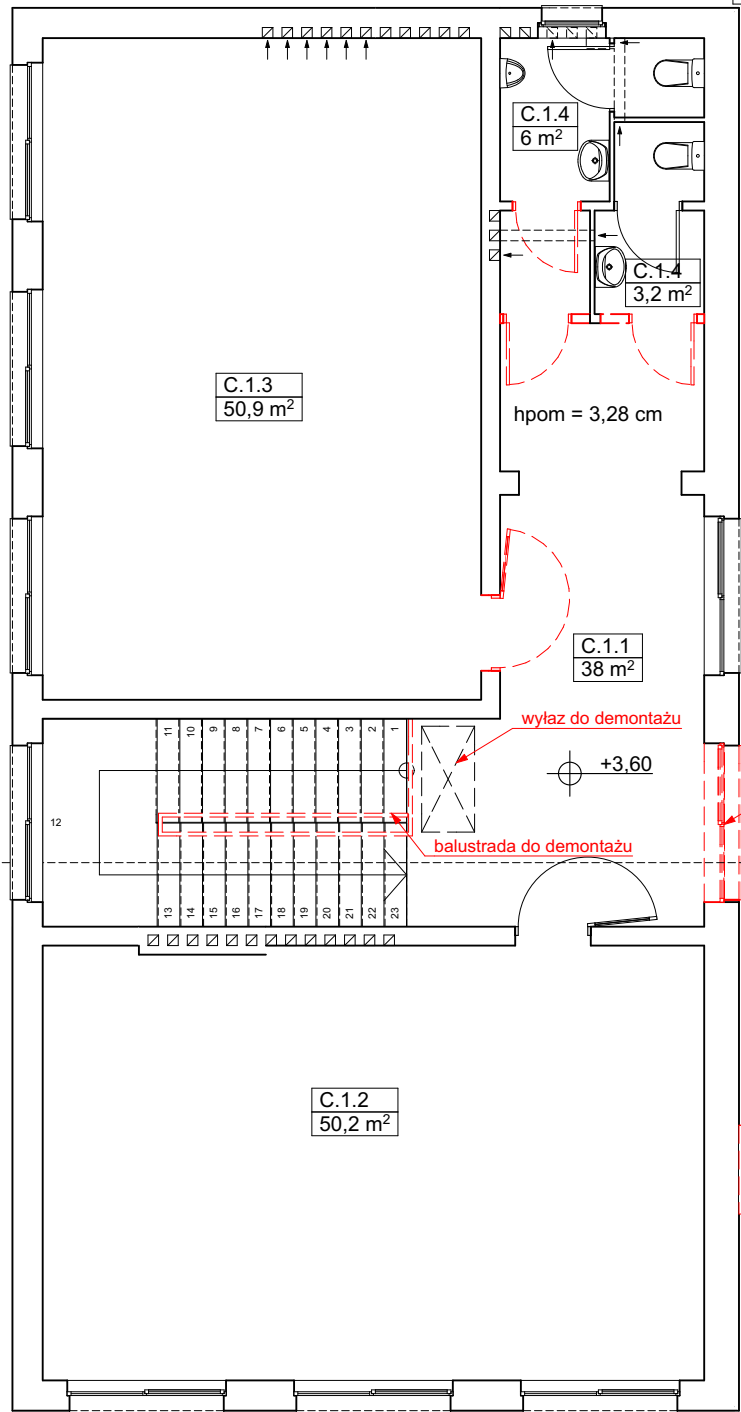 C.1.4
6 m²
C.1.4
3,2 m²
C.1.3
50,9 m²
hpom = 3,28 cm
C.1.1
38 m²
wyłaz do demontażu
11 10 9 8 7 6 5 4 3 2 1
+3,60
12
balustrada do demontażu
13 14 15 16 17 18 19 20 21 22 23
C.1.2
50,2 m²